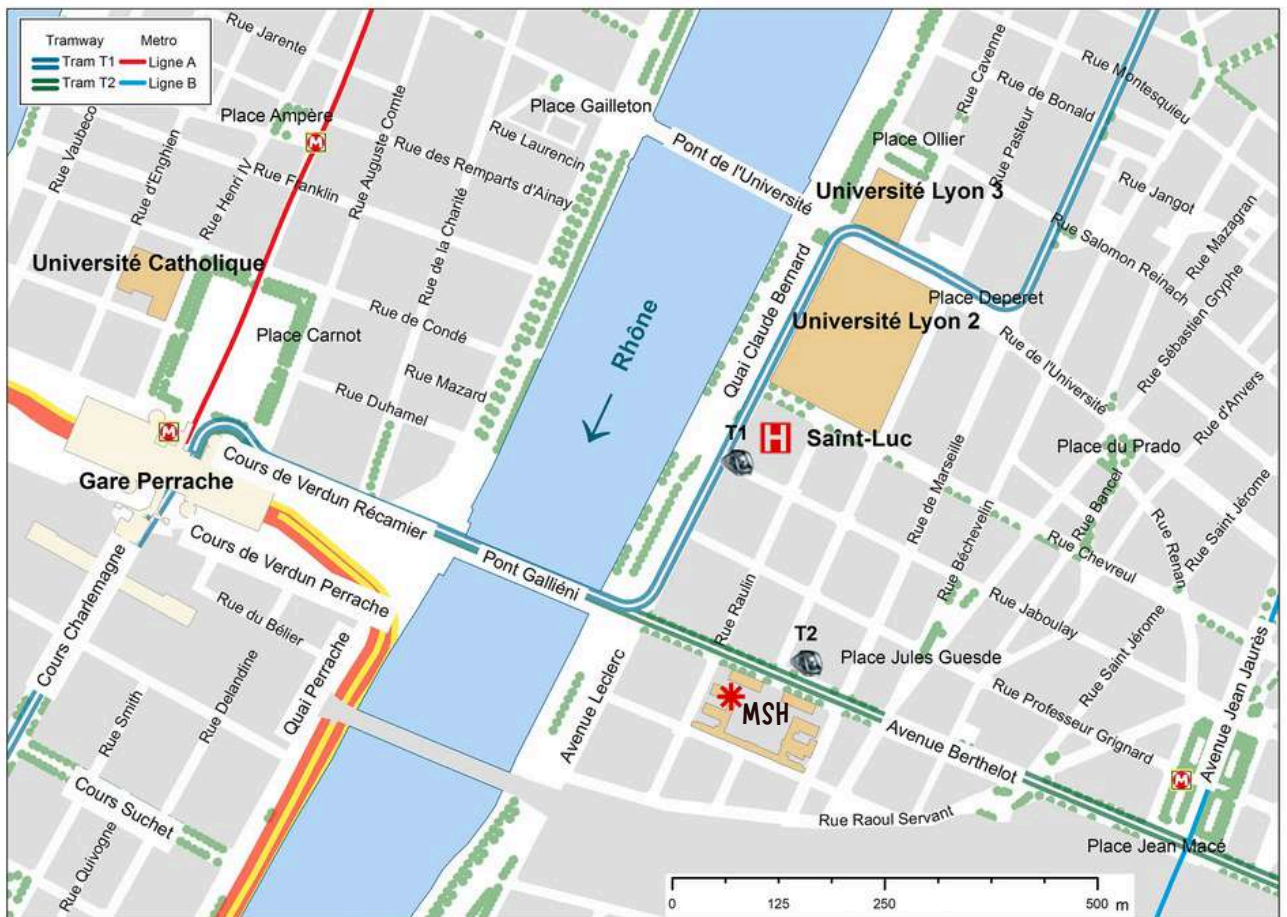 Tramway Metro
Tram T1 Ligne A
Tram T2 Ligne B
Rue Jarente
Place Ampère
Rue Vaubeco
Rue d'Enghien
Rue Henri IV
Rue Franklin
Rue Auguste Comte
Rue des Remparts d'Ainay
Rue Laurencin
Rue de la Charité
Place Gailleton
Pont de l'Université
Rue Cavenne
Rue Montesquieu
Rue de Bonald
Rue Pasteur
Place Ollier
Université Lyon 3
Rue Jangot
Rue Mazagran
Rue Salomon Reinach
Rue Sébastien Gryphe
Université Catholique
Place Carnot
Rue de Condé
Rue Mazard
Rue Duhamel
Rhône
Quai Claude Bernard
Place Deperet
Université Lyon 2
Rue de l'Université
Rue d'Anvers
M
M
Gare Perrache
Cours de Verdun Récamier
T1
H Saînt-Luc
Rue de Marseille
Place du Prado
Rue Bancel
Rue Béchevelin
Rue Chevreul
Rue Renan
Rue Saint Jérome
Cours de Verdun Perrache
Pont Galliéni
Cours Charlemagne
Rue du Bélier
Quai Perrache
Rue Smith
Rue Delandine
Avenue Leclerc
Rue Raulin
T2
Place Jules Guesde
Rue Jaboulay
Rue Saint Jérome
Avenue Jean Jaurès
Rue Professeur Grignard
MSH
Avenue Berthelot
M
Cours Suchet
Rue Quivogne
Rue Raoul Servant
Place Jean Macé
0 125 250 500 m